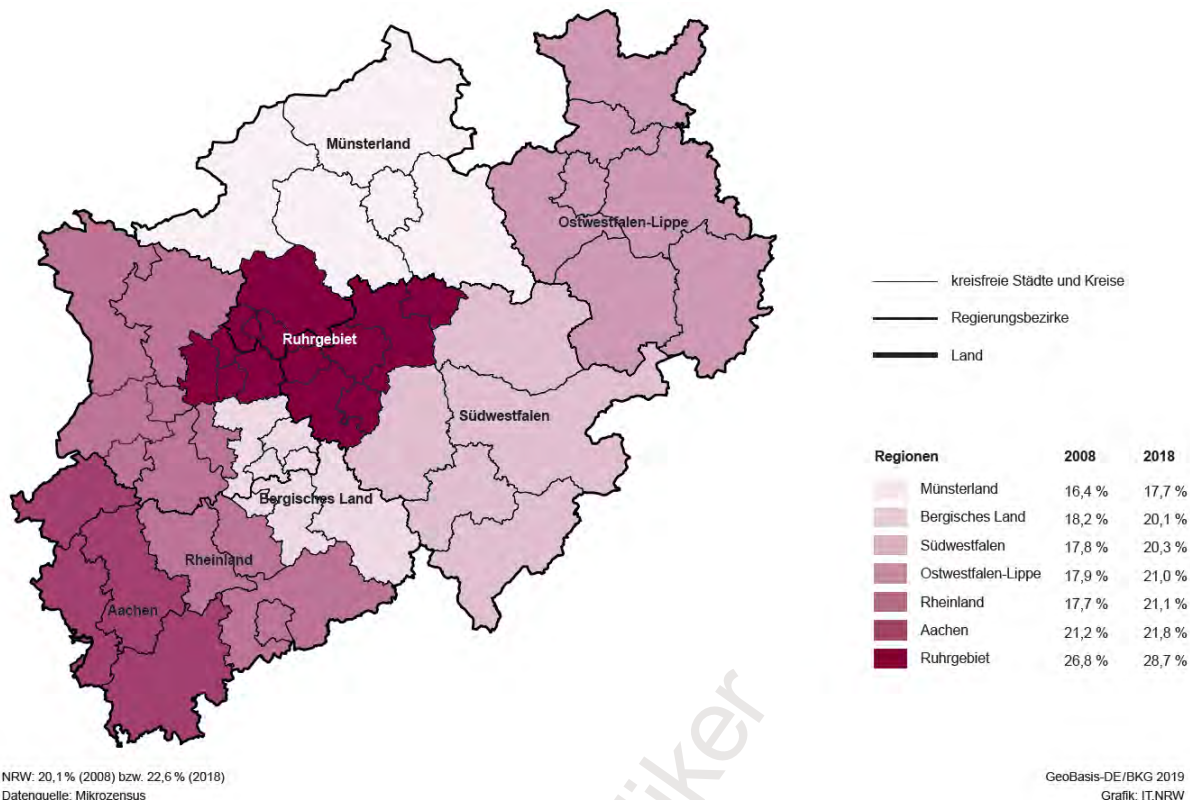 Münsterland
Ostwestfalen-Lippe
Ruhrgebiet
Südwestfalen
Bergisches Land
Rheinland
Aachen
kreisfreie Städte und Kreise
Regierungsbezirke
Land
Regionen 2008 2018
Münsterland 16,4 % 17,7 %
Bergisches Land 18,2 % 20,1 %
Südwestfalen 17,8 % 20,3 %
Ostwestfalen-Lippe 17,9 % 21,0 %
Rheinland 17,7 % 21,1 %
Aachen 21,2 % 21,8 %
Ruhrgebiet 26,8 % 28,7 %
NRW: 20,1 % (2008) bzw. 22,6 % (2018)
Datenquelle: Mikrozensus
GeoBasis-DE/BKG 2019
Grafik: IT.NRW